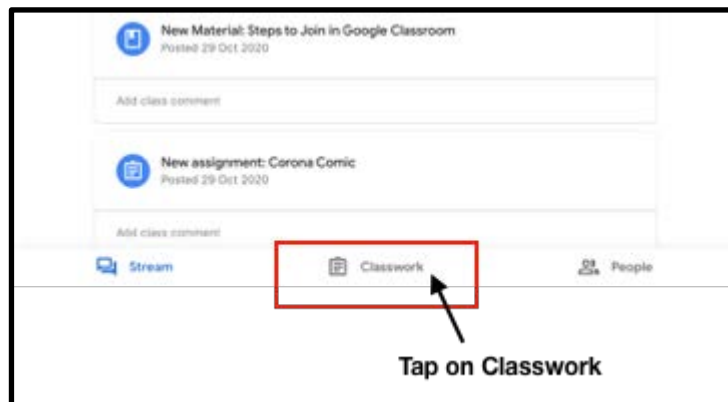 New Material: Steps to Join in Google Classroom
Posted 29 Oct 2020
Add class comment
New assignment: Corona Comic
Posted 29 Oct 2020
Add class comment
Stream
Classwork
People
Tap on Classwork